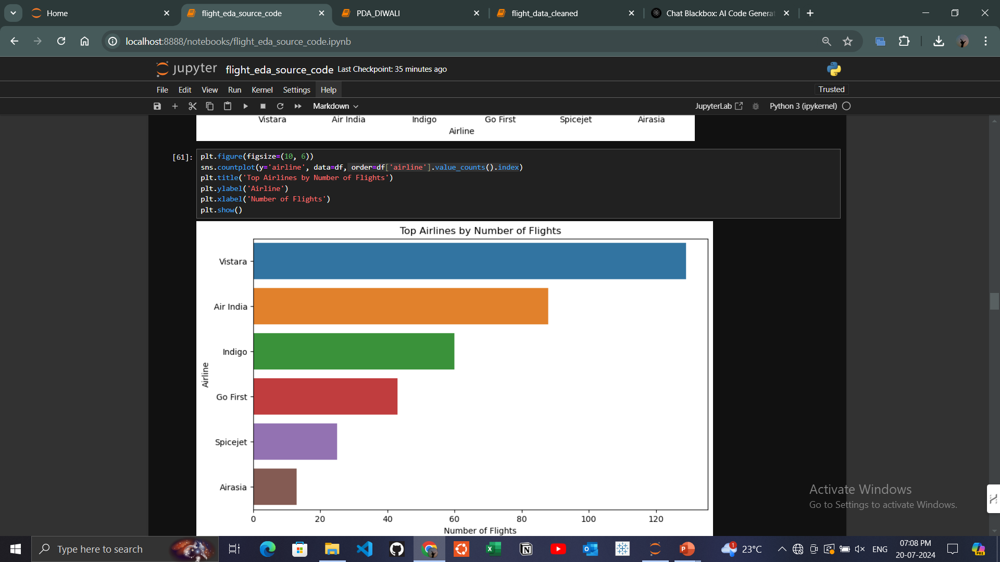 Home
flight_eda_source_code
PDA_DIWALI
flight_data_cleaned
Chat Blackbox: AI Code Generat
localhost:8888/notebooks/flight_eda_source_code.ipynb
jupyter flight_eda_source_code Last Checkpoint: 35 minutes ago
File Edit View Run Kernel Settings Help Trusted
Markdown JupyterLab Python 3 (ipykernel)
Vistara Air India Indigo Go First Spicejet Airasia
Airline
[61]: plt.figure(figsize=(10, 6))
sns.countplot(y='airline', data=df, order=df['airline'].value_counts().index)
plt.title('Top Airlines by Number of Flights')
plt.ylabel('Airline')
plt.xlabel('Number of Flights')
plt.show()
Top Airlines by Number of Flights
Vistara
Air India
Indigo
Airline
Go First
Spicejet
Airasia
0 20 40 60 80 100 120
Number of Flights
Activate Windows
Go to Settings to activate Windows.
Type here to search
1 23°C ENG
07:08 PM
20-07-2024
PRE